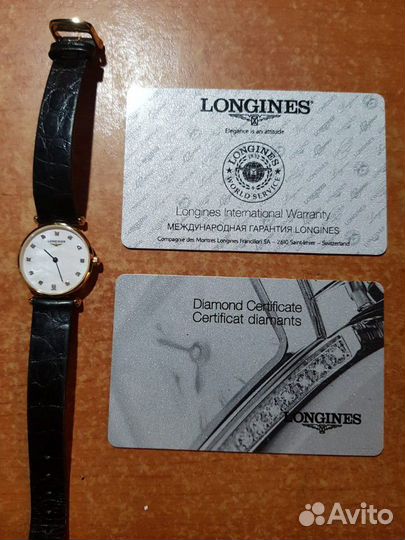 LONGINES
LONGINES
Elegance is an attitude
LONGINES
WORLD SERVICE
Longines International Warranty
МЕЖДУНАРОДНАЯ ГАРАНТИЯ LONGINES
Compagnie des Montres Longines Francillon SA – 2610 Saint-Imier – Switzerland
Diamond Certificate
Certificat diamants
LONGINES
Avito